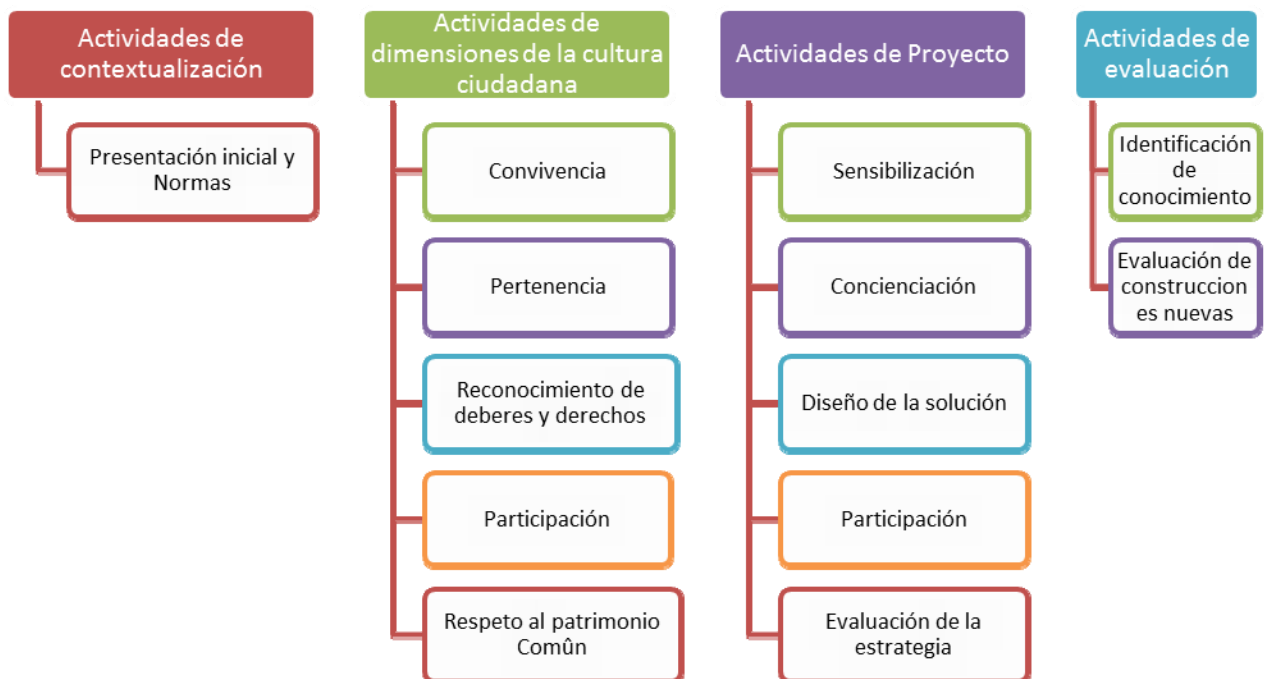 Actividades de
contextualización
Presentación inicial y
Normas
Actividades de
dimensiones de la cultura
ciudadana
Convivencia
Pertenencia
Reconocimiento de
deberes y derechos
Participación
Respeto al patrimonio
Comûn
Actividades de Proyecto
Sensibilización
Concienciación
Diseño de la solución
Participación
Evaluación de la
estrategia
Actividades de
evaluación
Identificación
de
conocimiento
Evaluación de
construccion
es nuevas